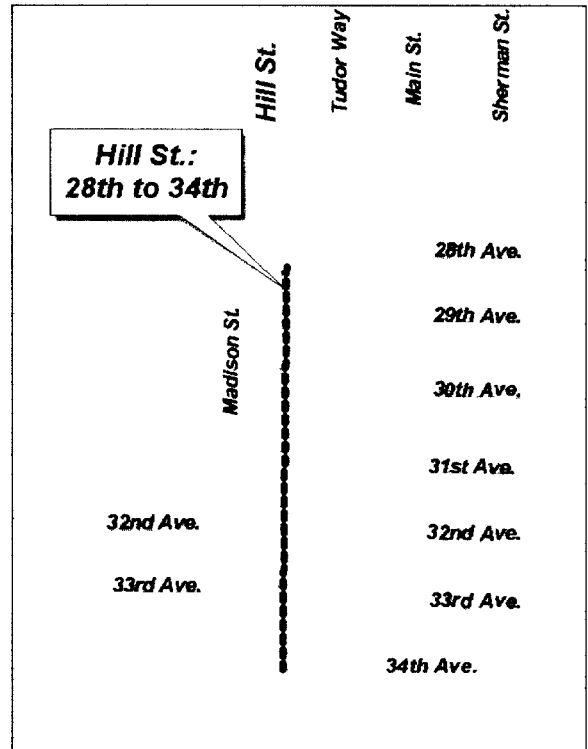 Hill St.
Tudor Way
Main St.
Sherman St.
Hill St.:
28th to 34th
28th Ave.
29th Ave.
Madison St.
30th Ave.
31st Ave.
32nd Ave.
32nd Ave.
33rd Ave.
33rd Ave.
34th Ave.